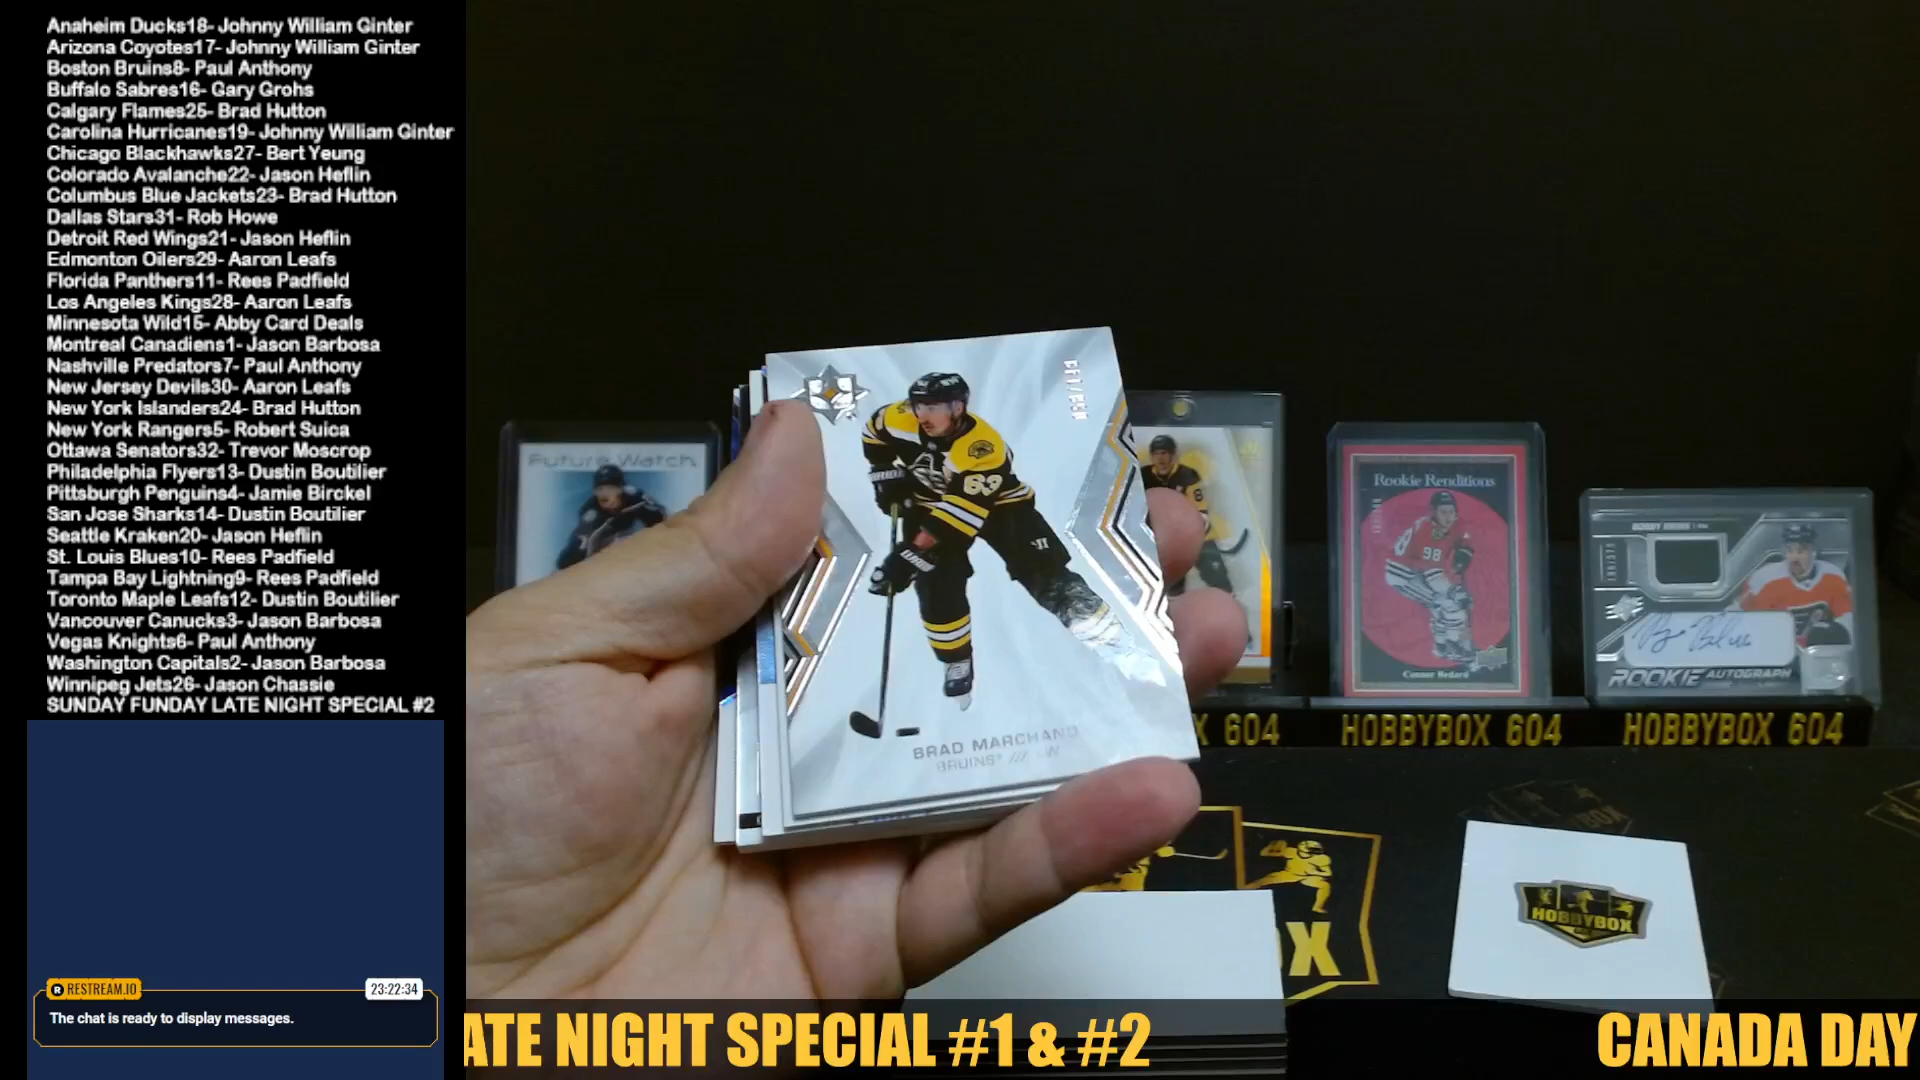 Anaheim Ducks18- Johnny William Ginter
Arizona Coyotes17- Johnny William Ginter
Boston Bruins8- Paul Anthony
Buffalo Sabres16- Gary Grohs
Calgary Flames25- Brad Hutton
Carolina Hurricanes19- Johnny William Ginter
Chicago Blackhawks27- Bert Yeung
Colorado Avalanche22- Jason Heflin
Columbus Blue Jackets23- Brad Hutton
Dallas Stars31- Rob Howe
Detroit Red Wings21- Jason Heflin
Edmonton Oilers29- Aaron Leafs
Florida Panthers11- Rees Padfield
Los Angeles Kings28- Aaron Leafs
Minnesota Wild15- Abby Card Deals
Montreal Canadiens1- Jason Barbosa
Nashville Predators7- Paul Anthony
New Jersey Devils30- Aaron Leafs
New York Islanders24- Brad Hutton
New York Rangers5- Robert Suica
Ottawa Senators32- Trevor Moscrop
Philadelphia Flyers13- Dustin Boutilier
Pittsburgh Penguins4- Jamie Birckel
San Jose Sharks14- Dustin Boutilier
Seattle Kraken20- Jason Heflin
St. Louis Blues10- Rees Padfield
Tampa Bay Lightning9- Rees Padfield
Toronto Maple Leafs12- Dustin Boutilier
Vancouver Canucks3- Jason Barbosa
Vegas Knights6- Paul Anthony
Washington Capitals2- Jason Barbosa
Winnipeg Jets26- Jason Chassie
SUNDAY FUNDAY LATE NIGHT SPECIAL #2
RESTREAM.IO
23:22:34
The chat is ready to display messages.
Future Watch
63
BRAD MARCHAND
BRUINS /// LW
Rookie Renditions
98
Connor Bedard
ROOKIE AUTOGRAPH
X 604
HOBBYBOX 604
HOBBYBOX 604
HOBBYBOX
ATE NIGHT SPECIAL #1 & #2
CANADA DAY